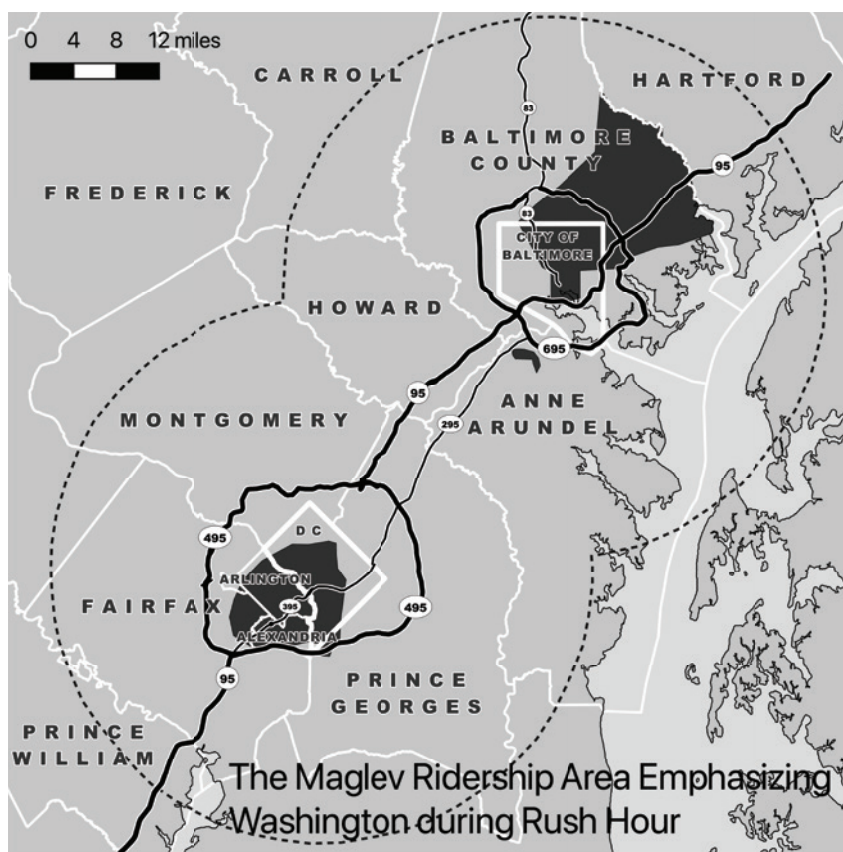 0 4 8 12 miles
CARROLL
HARTFORD
83
BALTIMORE
COUNTY
95
FREDERICK
83
CITY OF
BALTIMORE
HOWARD
695
95
ANNE
ARUNDEL
295
MONTGOMERY
495
D C
ARLINGTON
FAIRFAX
395
495
ALEXANDRIA
95
PRINCE
GEORGES
PRINCE
WILLIAM
The Maglev Ridership Area Emphasizing
Washington during Rush Hour